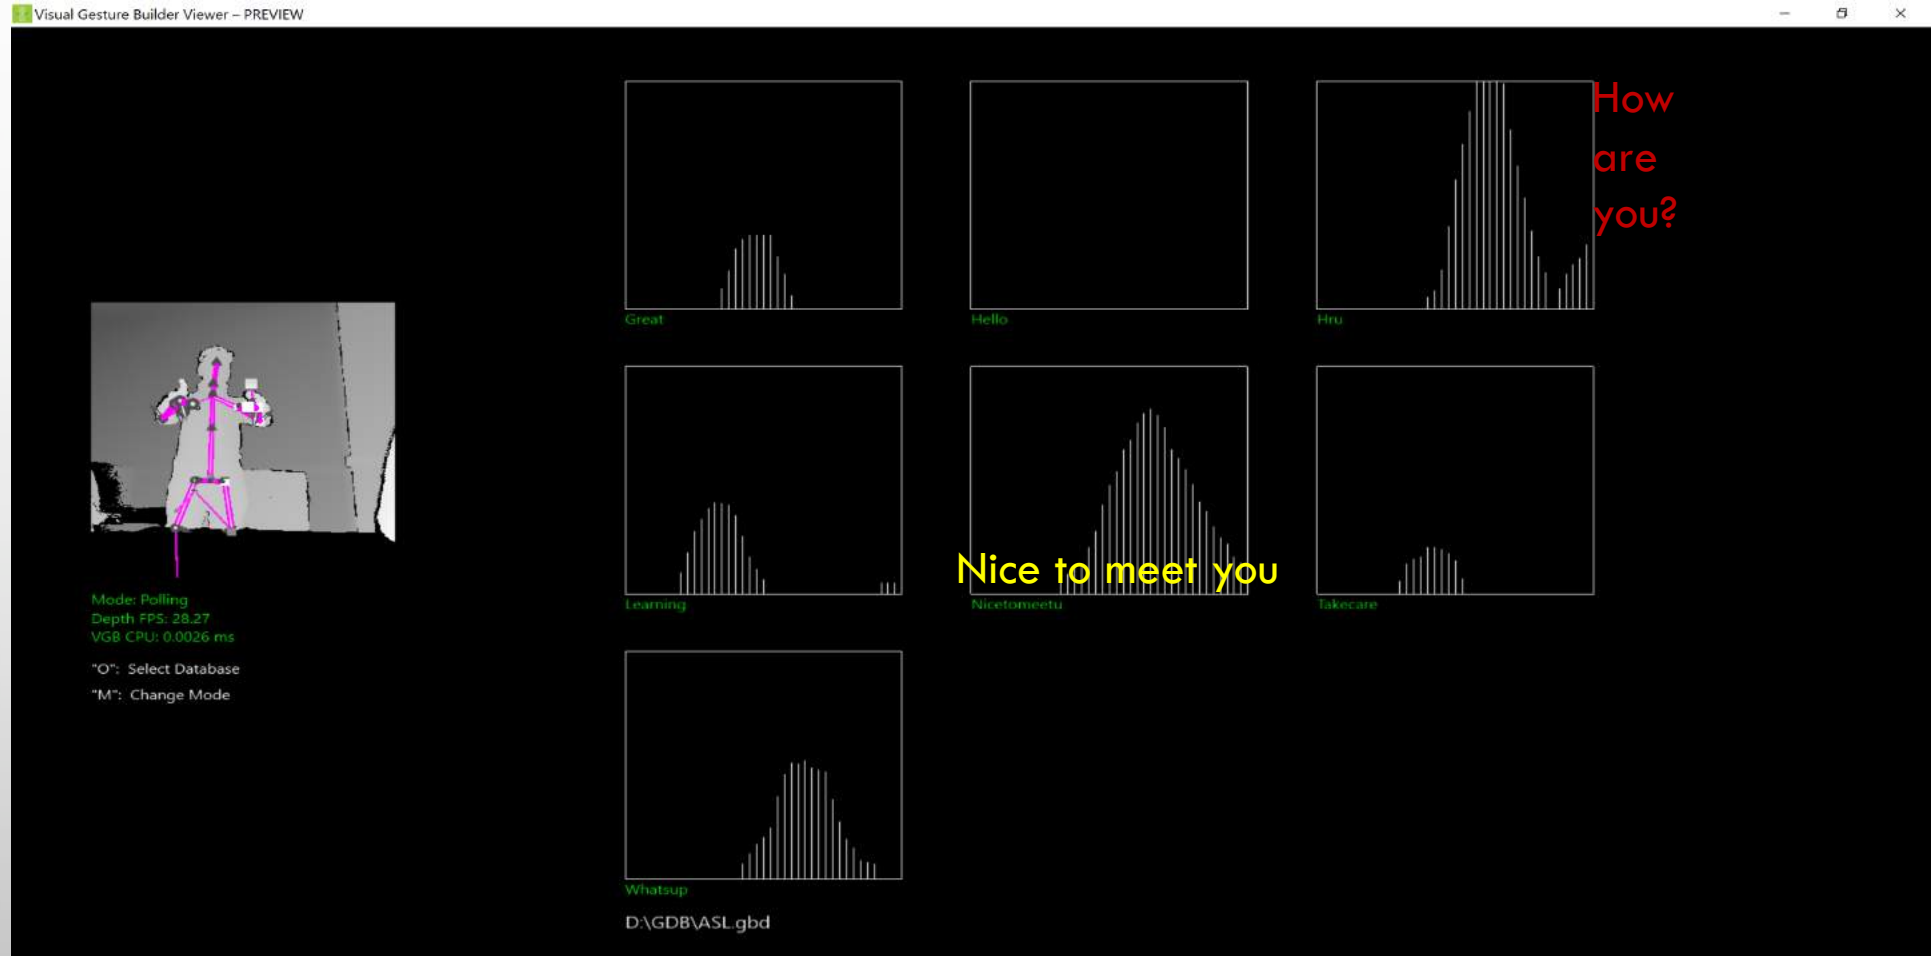 Visual Gesture Builder Viewer – PREVIEW
How
are
you?
Great
Hello
Hru
Nice to meet you
Learning
Nicetomeetu
Takecare
Mode: Polling
Depth FPS: 28.27
VGB CPU: 0.0026 ms
"O": Select Database
"M": Change Mode
Whatsup
D:\GDB\ASL.gbd